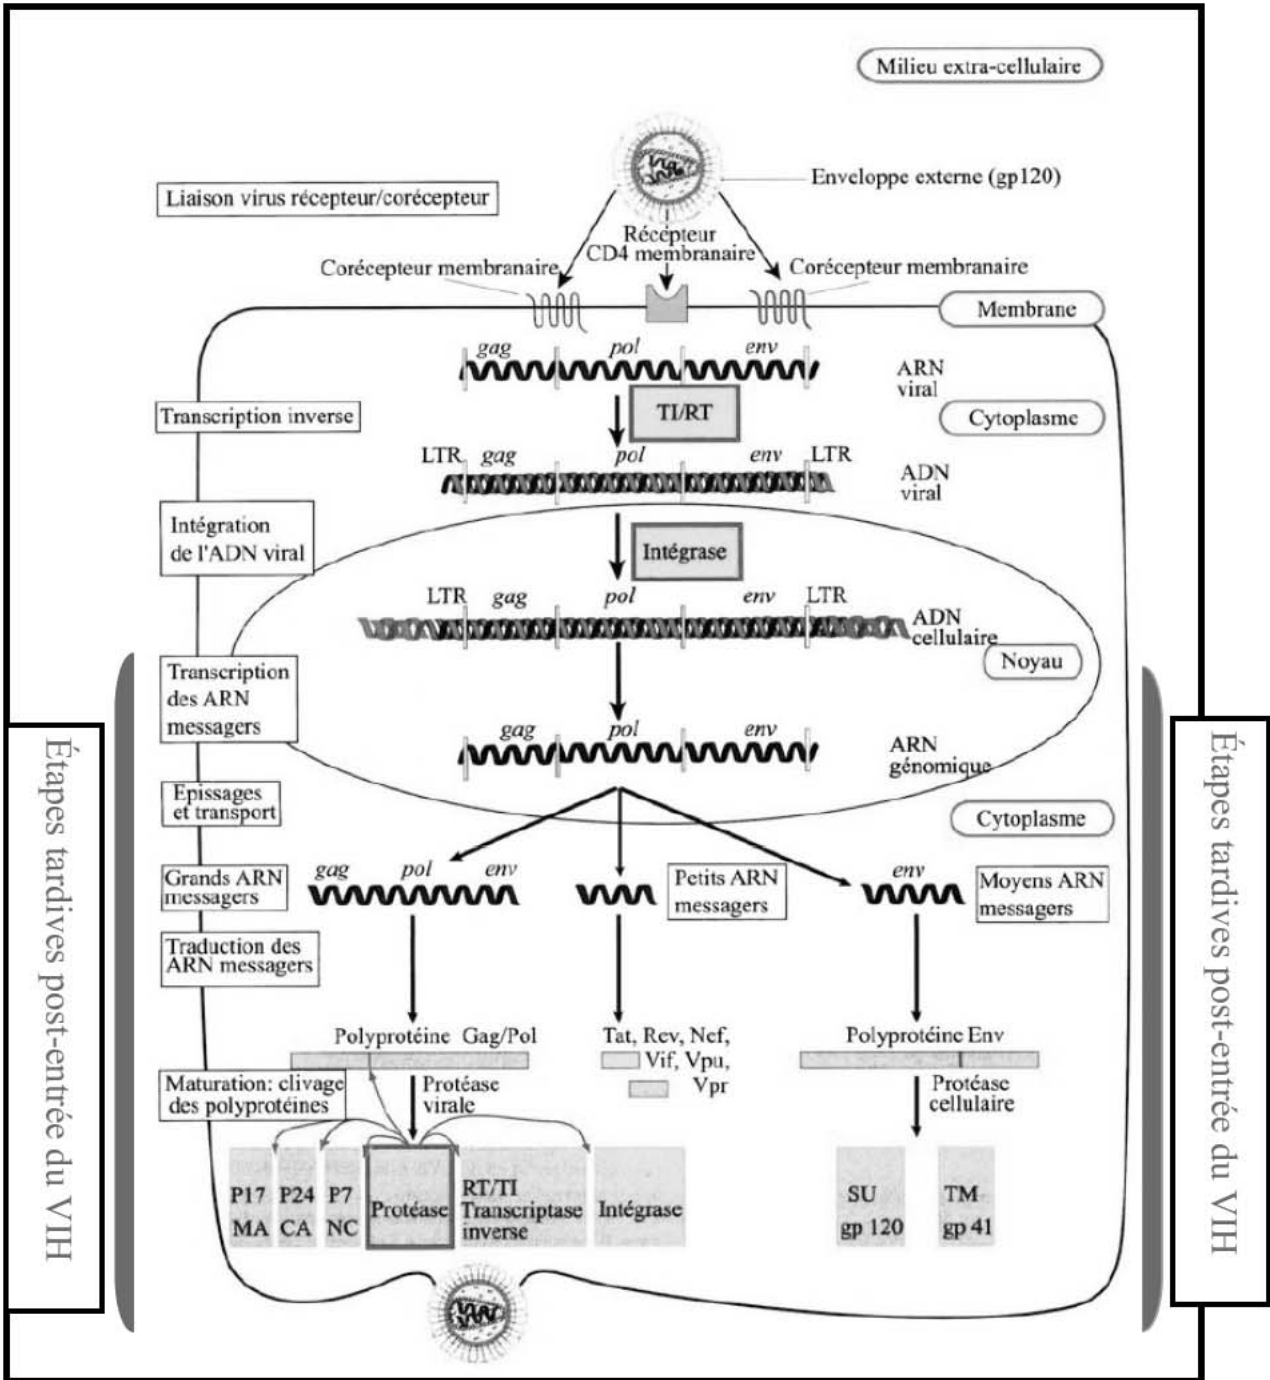 Milieu extra-cellulaire
Enveloppe externe (gp120)
Liaison virus récepteur/corécepteur
Récepteur
CD4 membranaire
Corécepteur membranaire
Corécepteur membranaire
Membrane
gag pol env
ARN
viral
TI/RT
Transcription inverse
Cytoplasme
LTR gag pol env LTR
ADN
viral
Intégration
de l'ADN viral
Intégrase
LTR gag pol env LTR
ADN
cellulaire
Noyau
Transcription
des ARN
messagers
gag pol env
ARN
génomique
Epissages
et transport
Cytoplasme
Grands ARN
messagers
gag pol env
Petits ARN
messagers
env
Moyens ARN
messagers
Traduction des
ARN messagers
Polyprotéine Gag/Pol
Tat, Rev, Nef,
Vif, Vpu,
Vpr
Polyprotéine Env
Maturation: clivage
des polyprotéines
Protéase
virale
Protéase
cellulaire
P17
MA
P24
CA
P7
NC
Protéase
RT/TI
Transcriptase
inverse
Intégrase
SU
gp 120
TM
gp 41
Étapes tardives post-entrée du VIH
Étapes tardives post-entrée du VIH